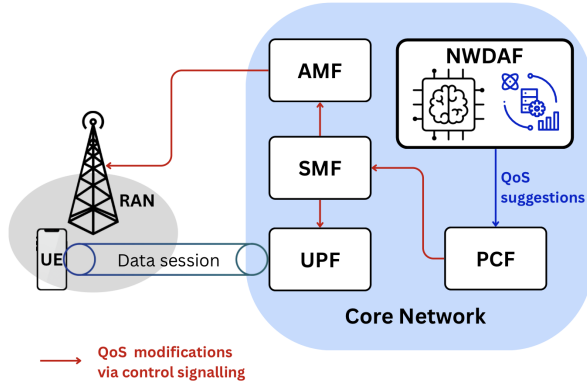 AMF
NWDAF
RAN
SMF
QoS
suggestions
UE
Data session
UPF
PCF
Core Network
QoS modifications
via control signalling